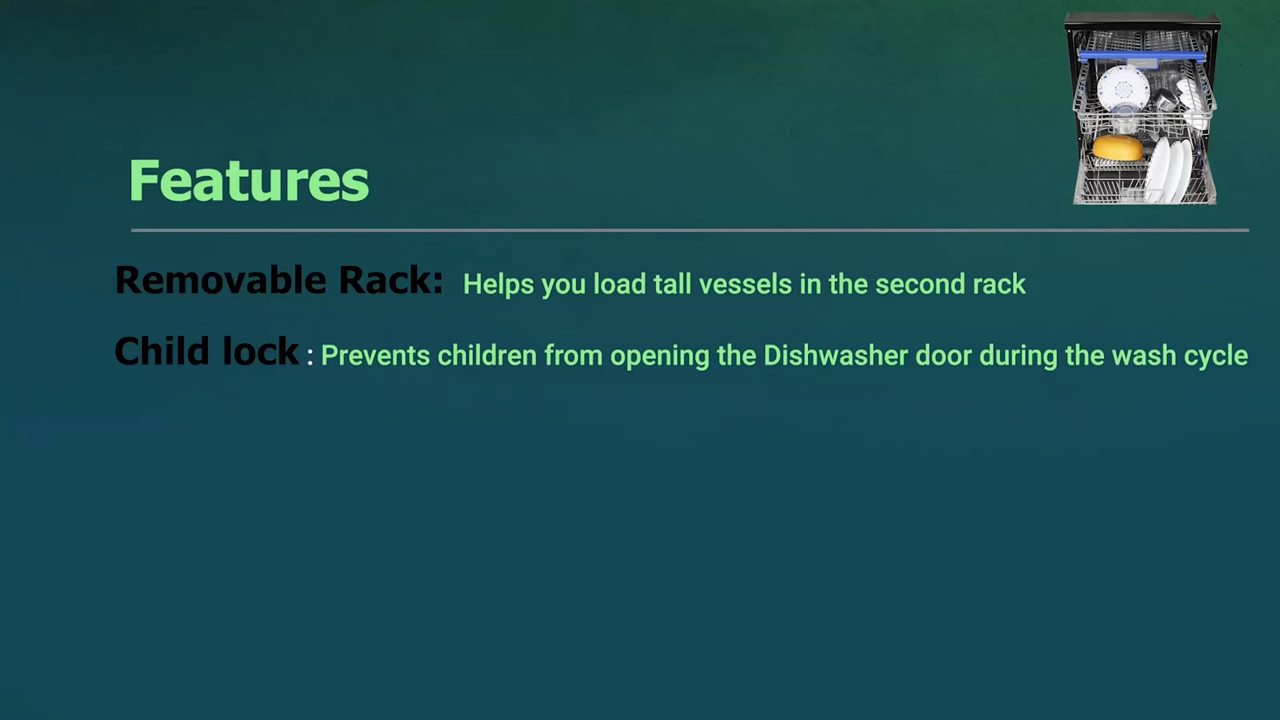 Features
Removable Rack: Helps you load tall vessels in the second rack
Child lock : Prevents children from opening the Dishwasher door during the wash cycle